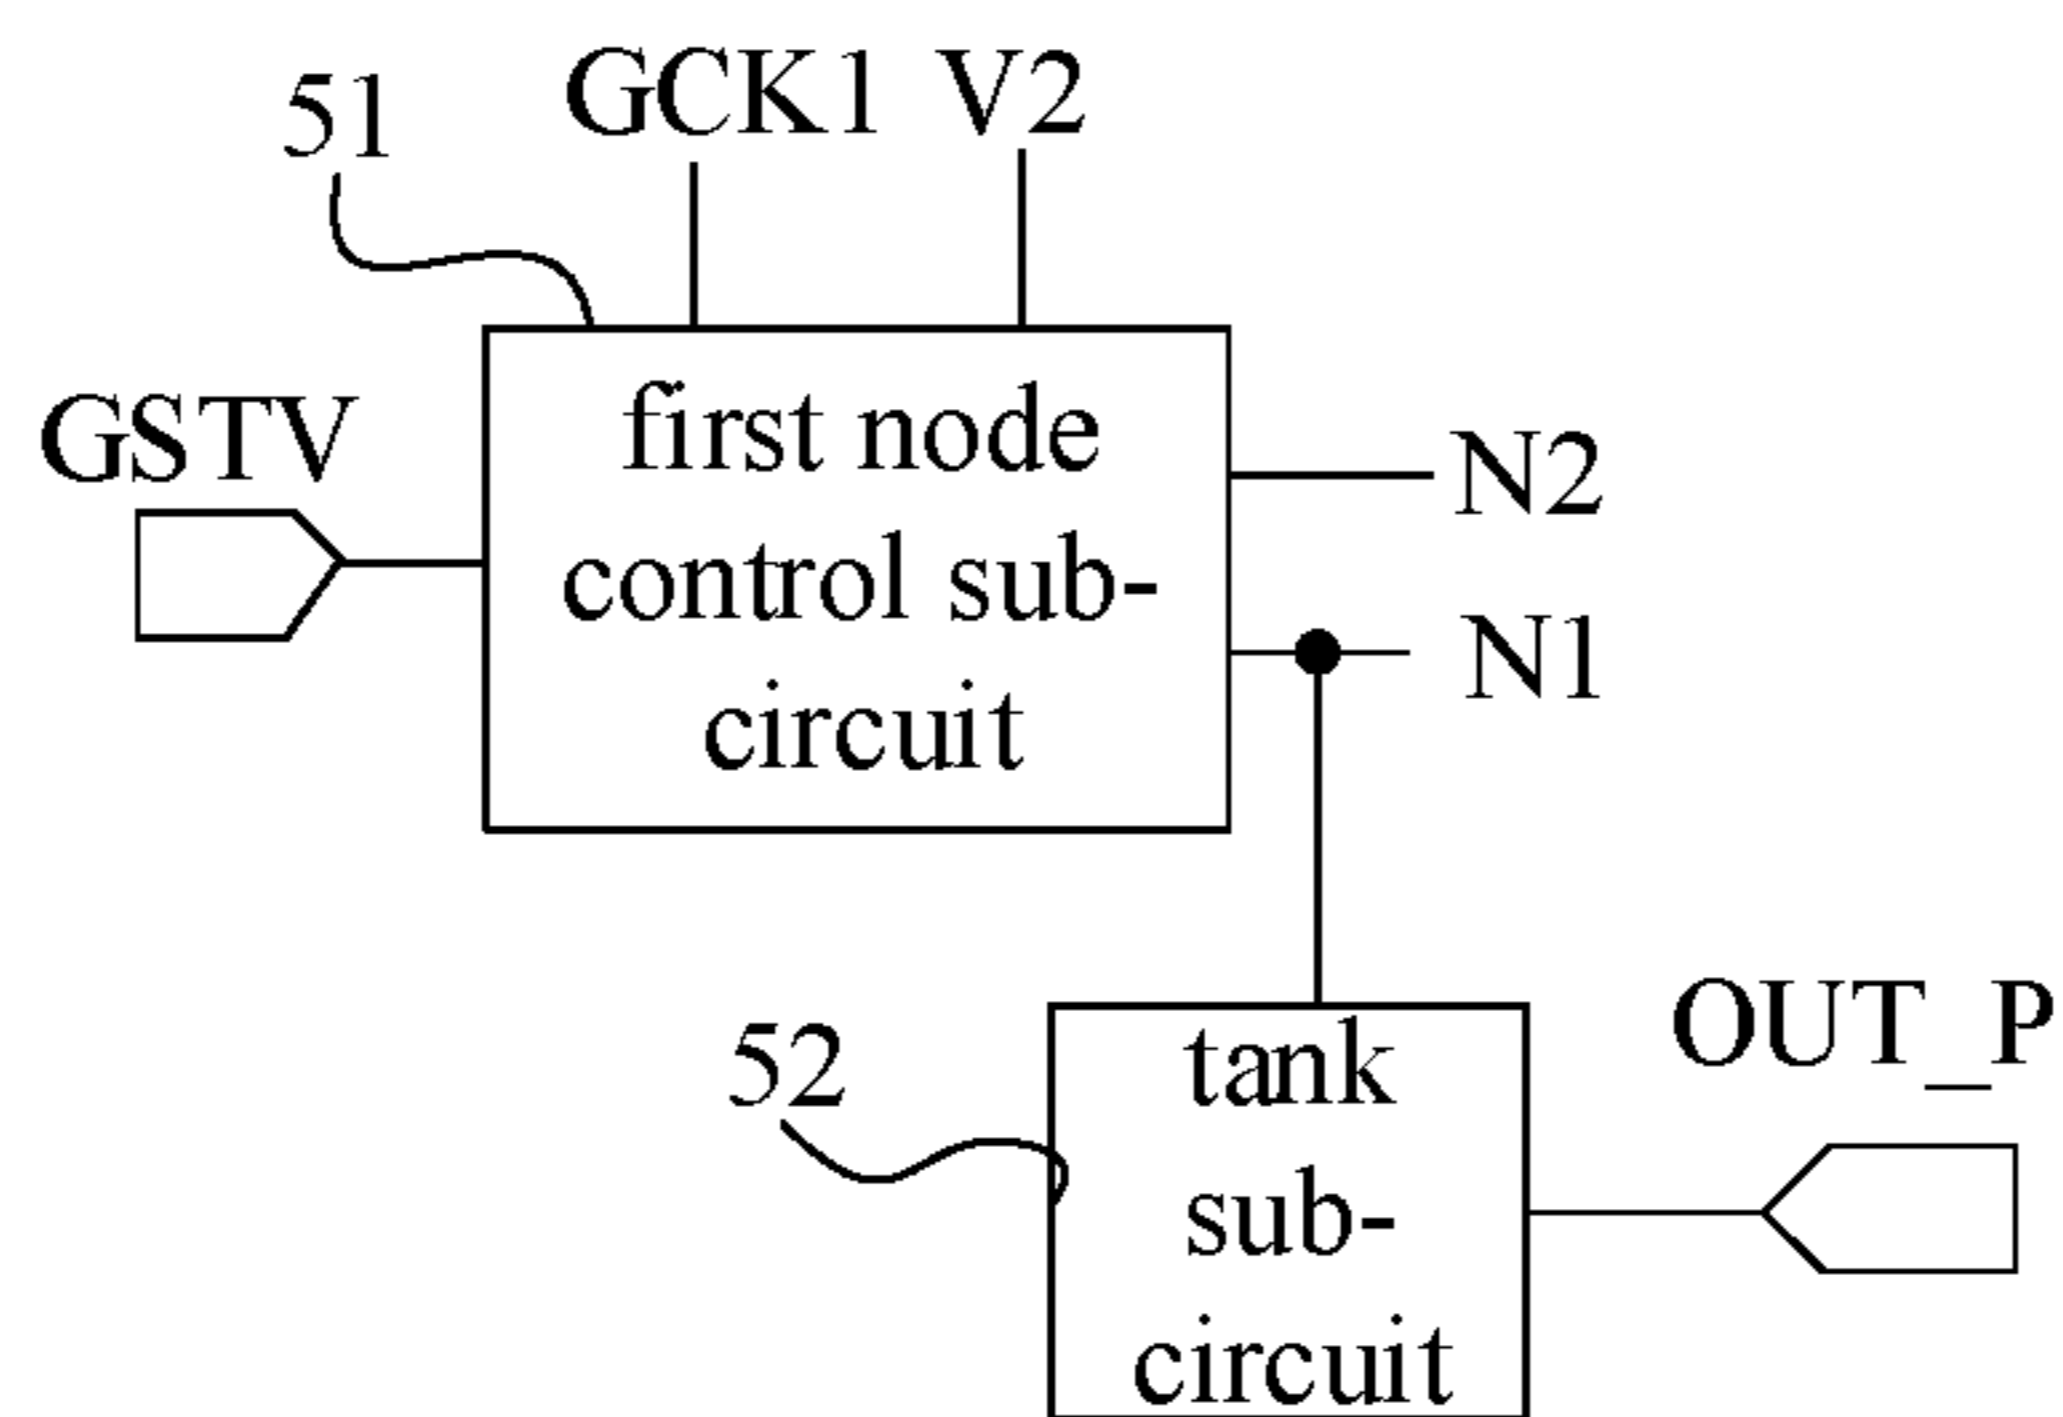 51
GCK1 V2
GSTV
first node
control sub-
circuit
N2
N1
52
tank
sub-
circuit
OUT_P